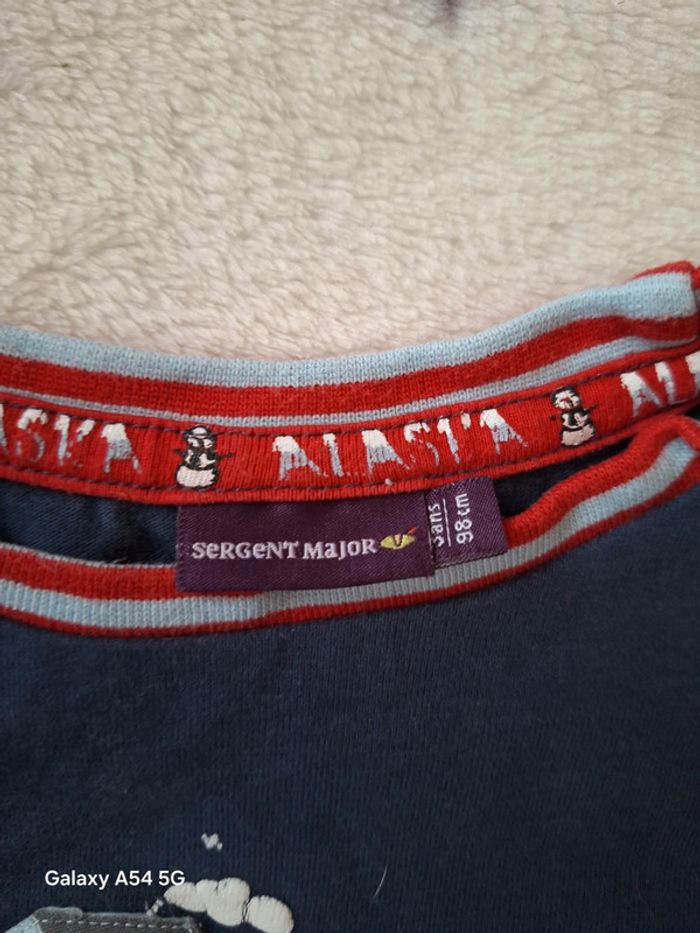 ALASKA
ALASKA
SERGENT MAJOR
3ans
98cm
Galaxy A54 5G